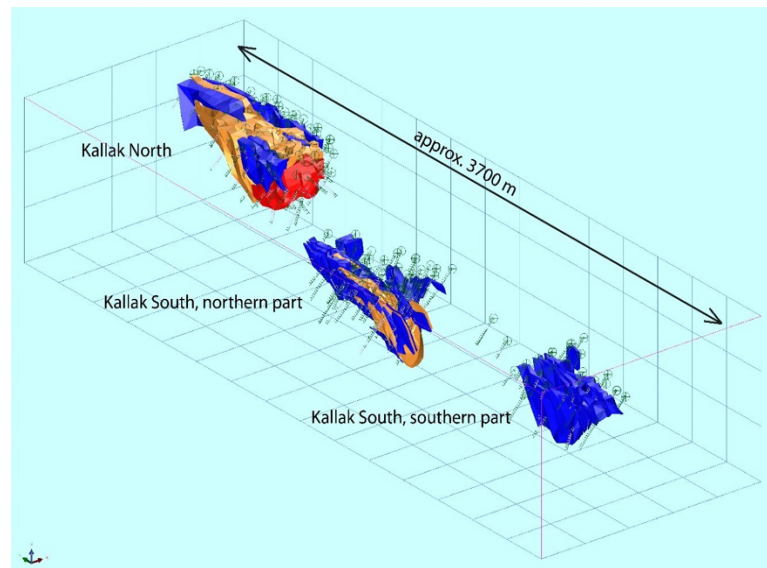 Kallak North
approx. 3700 m
Kallak South, northern part
Kallak South, southern part